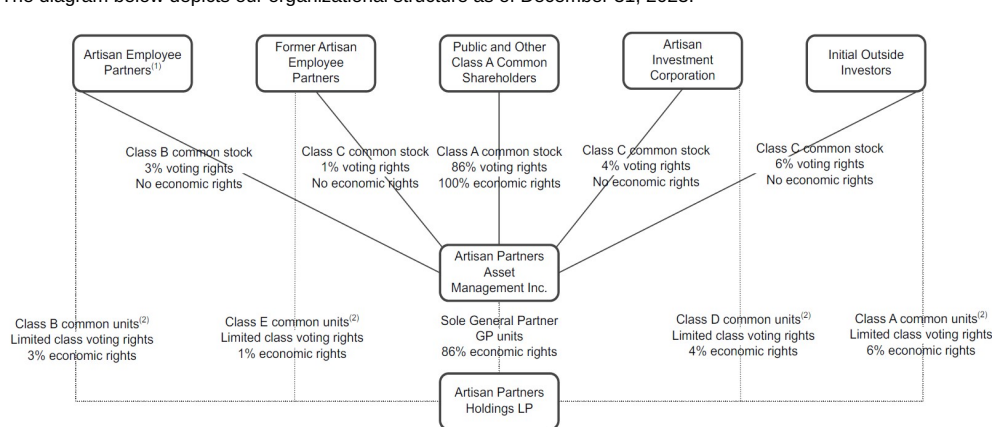 The diagram below depicts our organizational structure as of December 31, 2023.
Artisan Employee
Partners(1)
Former Artisan
Employee
Partners
Public and Other
Class A Common
Shareholders
Artisan
Investment
Corporation
Initial Outside
Investors
Class B common stock
3% voting rights
No economic rights
Class C common stock
1% voting rights
No economic rights
Class A common stock
86% voting rights
100% economic rights
Class C common stock
4% voting rights
No economic rights
Class C common stock
6% voting rights
No economic rights
Artisan Partners
Asset
Management Inc.
Class B common units(2)
Limited class voting rights
3% economic rights
Class E common units(2)
Limited class voting rights
1% economic rights
Sole General Partner
GP units
86% economic rights
Class D common units(2)
Limited class voting rights
4% economic rights
Class A common units(2)
Limited class voting rights
6% economic rights
Artisan Partners
Holdings LP